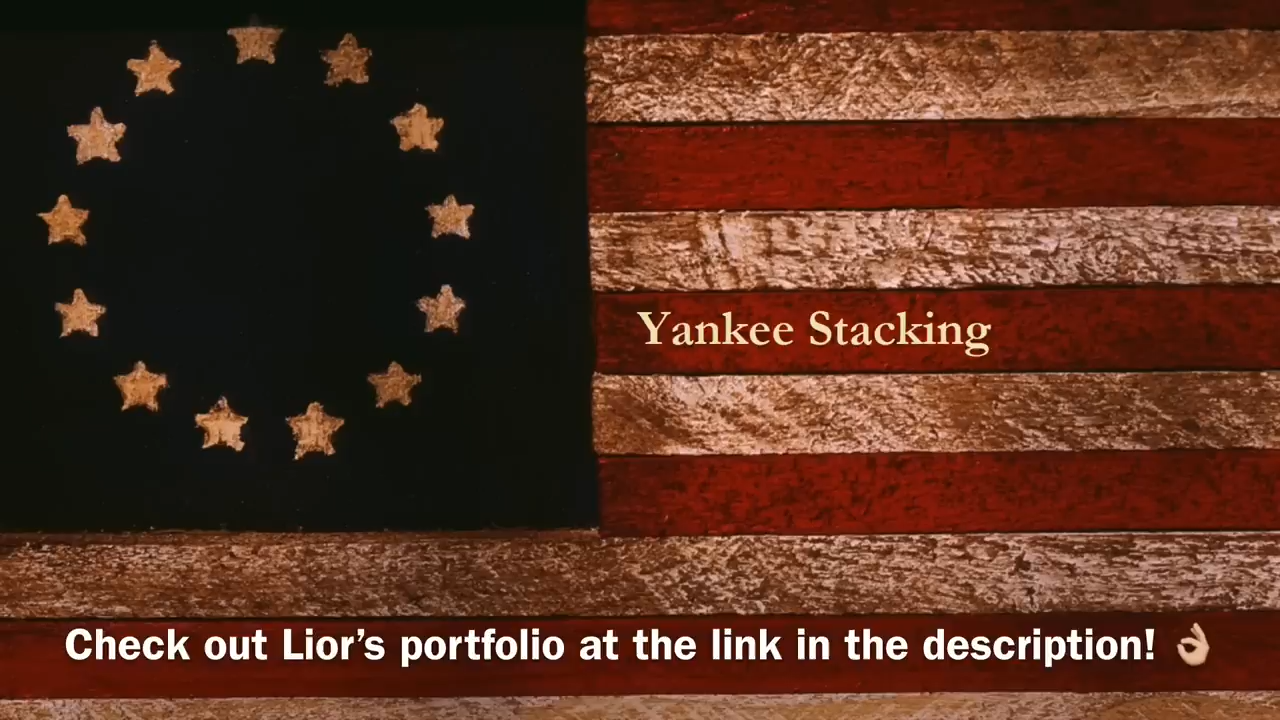 Yankee Stacking
Check out Lior’s portfolio at the link in the description! 👌🏼